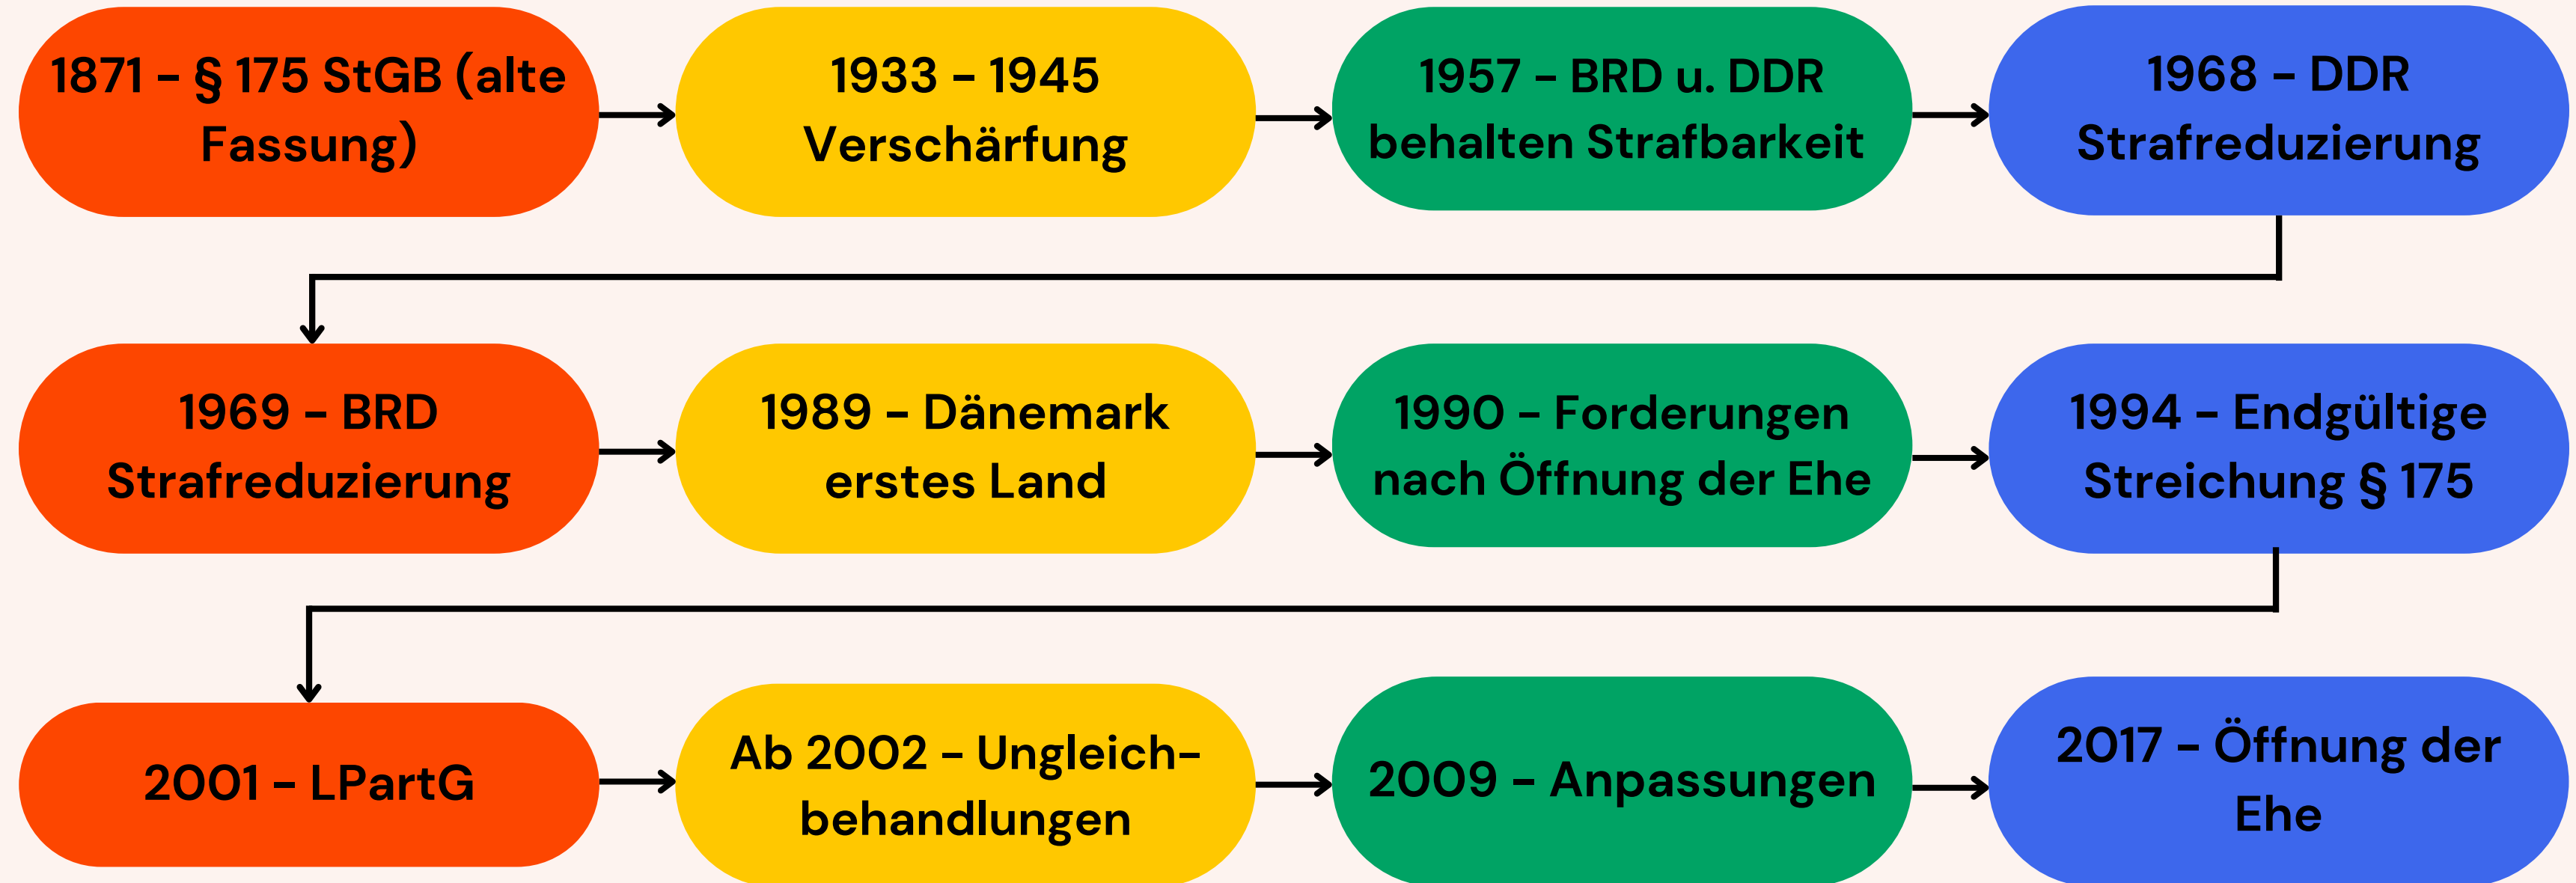 1871 – § 175 StGB (alte
Fassung)
1933 – 1945
Verschärfung
1957 – BRD u. DDR
behalten Strafbarkeit
1968 – DDR
Strafreduzierung
1969 – BRD
Strafreduzierung
1989 – Dänemark
erstes Land
1990 – Forderungen
nach Öffnung der Ehe
1994 – Endgültige
Streichung § 175
2001 – LPartG
Ab 2002 – Ungleich-
behandlungen
2009 – Anpassungen
2017 – Öffnung der
Ehe